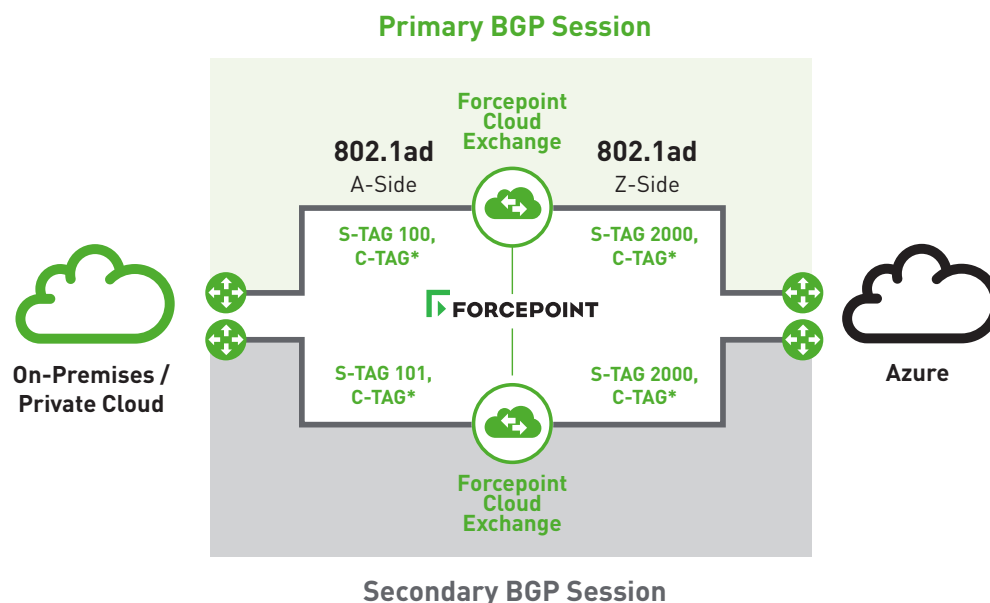 Primary BGP Session
Forcepoint
Cloud
Exchange
802.1ad
A-Side
802.1ad
Z-Side
S-TAG 100,
C-TAG*
S-TAG 2000,
C-TAG*
FORCEPOINT
On-Premises /
Private Cloud
Azure
S-TAG 101,
C-TAG*
S-TAG 2000,
C-TAG*
Forcepoint
Cloud
Exchange
Secondary BGP Session